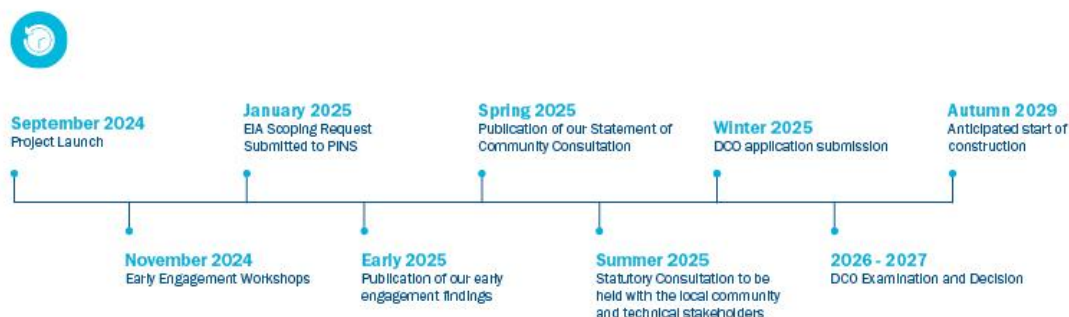 September 2024
Project Launch
November 2024
Early Engagement Workshops
January 2025
EIA Scoping Request
Submitted to PINS
Early 2025
Publication of our early
engagement findings
Spring 2025
Publication of our Statement of
Community Consultation
Summer 2025
Statutory Consultation to be
held with the local community
and technical stakeholders
Winter 2025
DCO application submission
2026 - 2027
DCO Examination and Decision
Autumn 2029
Anticipated start of
construction